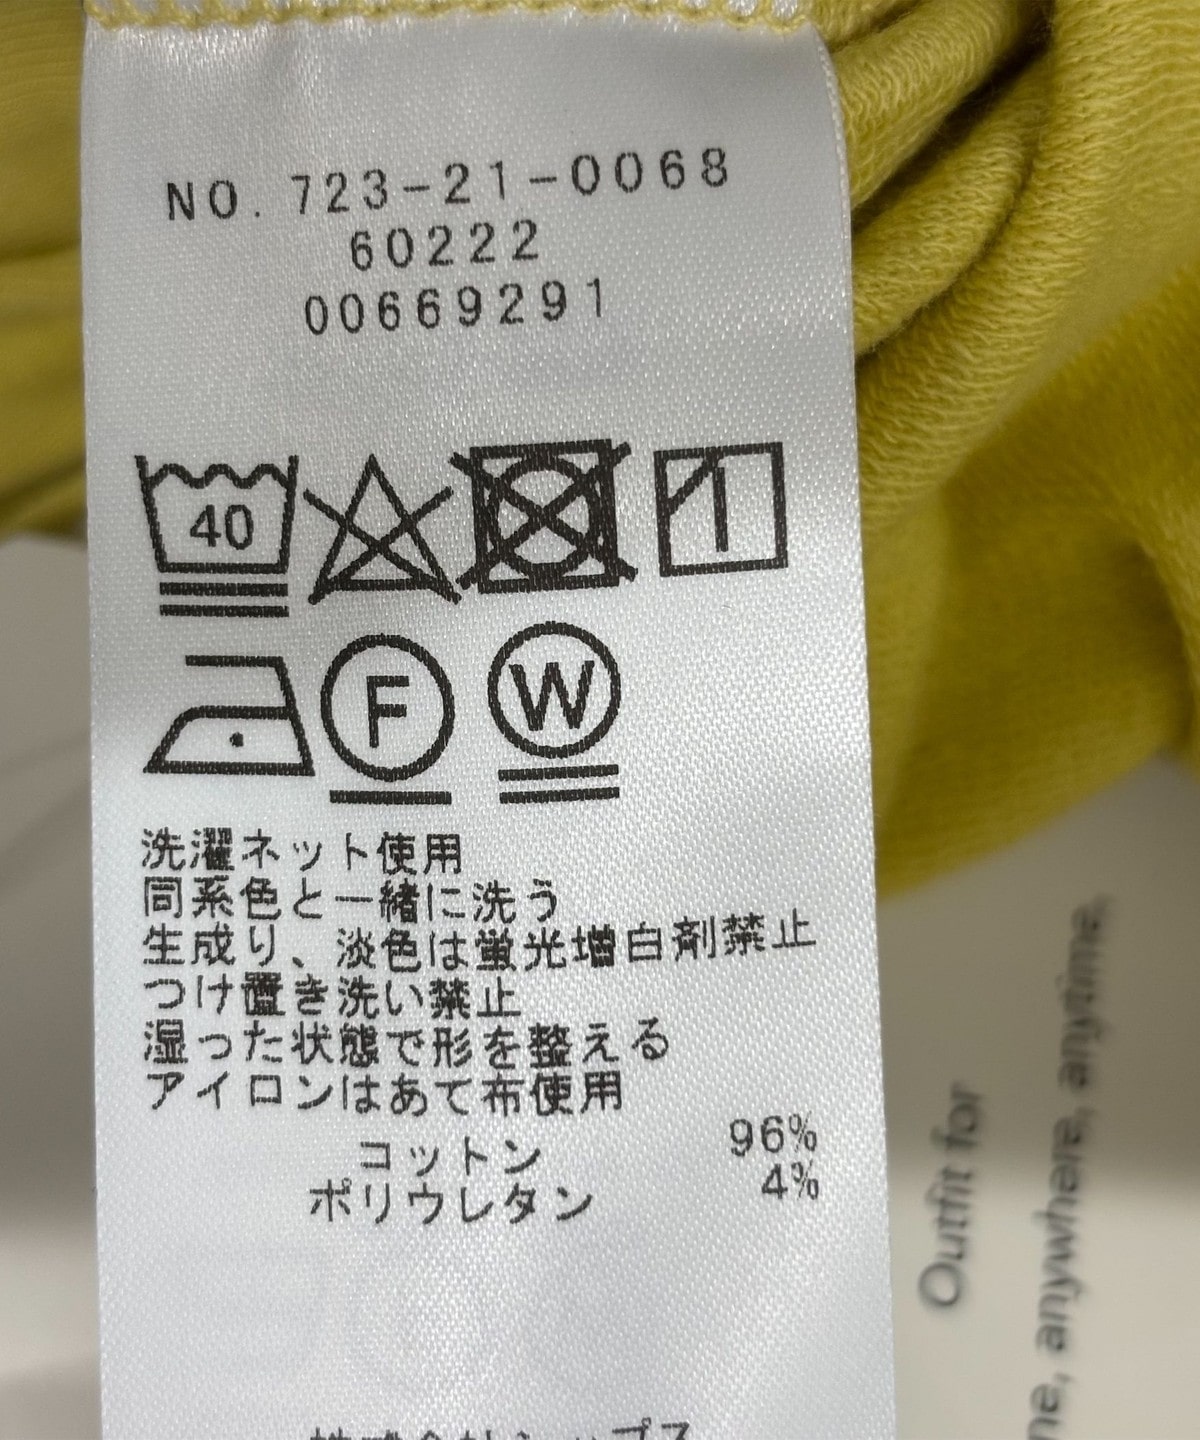 NO. 723-21-0068
60222
00669291
40
F
W
洗濯ネット使用
同系色と一緒に洗う
生成り、淡色は蛍光増白剤禁止
つけ置き洗い禁止
湿った状態で形を整える
アイロンはあて布使用
コットン 96%
ポリウレタン 4%
Outfit for
anywhere, anytime,